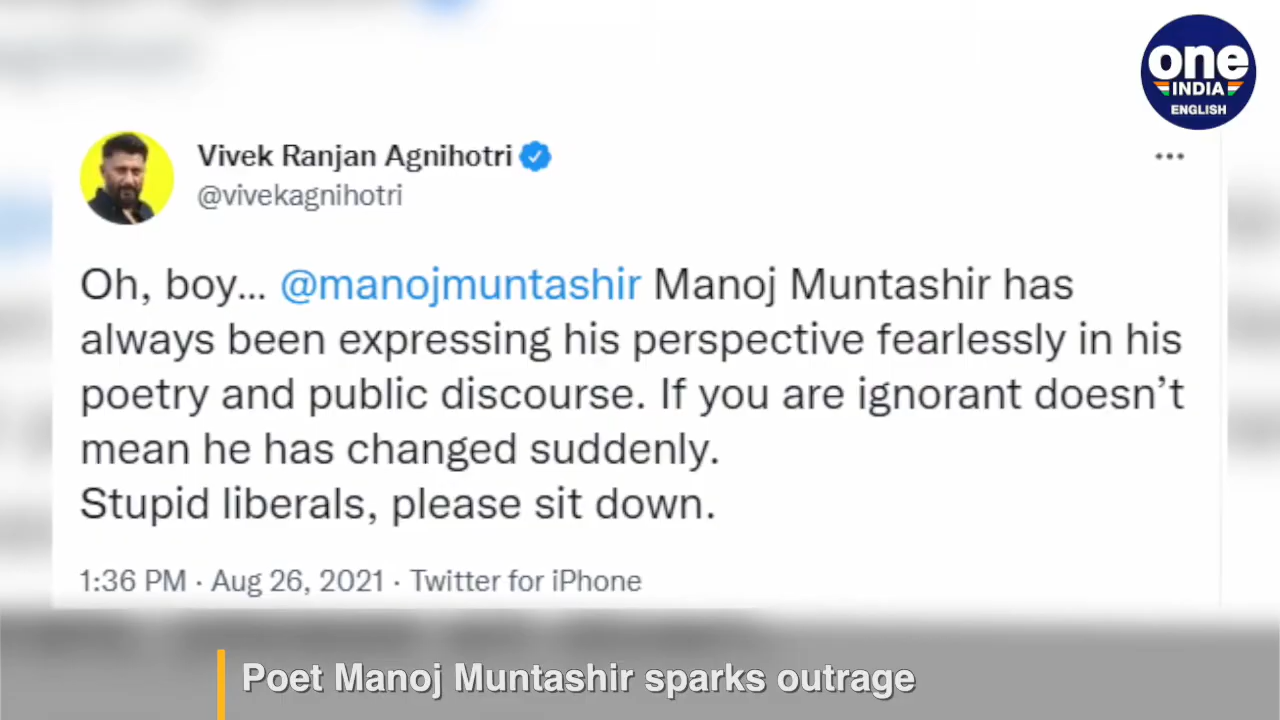 one
INDIA
ENGLISH
Vivek Ranjan Agnihotri
@vivekagnihotri
Oh, boy... @manojmuntashir Manoj Muntashir has
always been expressing his perspective fearlessly in his
poetry and public discourse. If you are ignorant doesn’t
mean he has changed suddenly.
Stupid liberals, please sit down.
1:36 PM · Aug 26, 2021 · Twitter for iPhone
Poet Manoj Muntashir sparks outrage